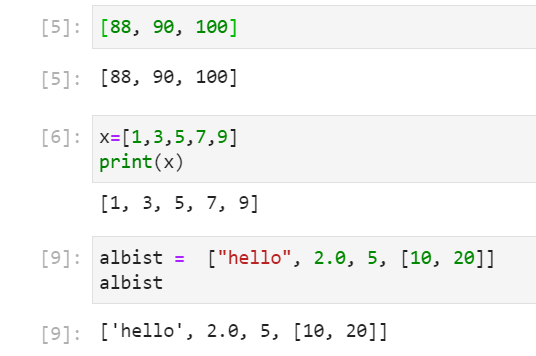 [5]: [88, 90, 100]
[5]: [88, 90, 100]
[6]: x=[1,3,5,7,9]
print(x)
[1, 3, 5, 7, 9]
[9]: albist =  ["hello", 2.0, 5, [10, 20]]
albist
[9]: ['hello', 2.0, 5, [10, 20]]